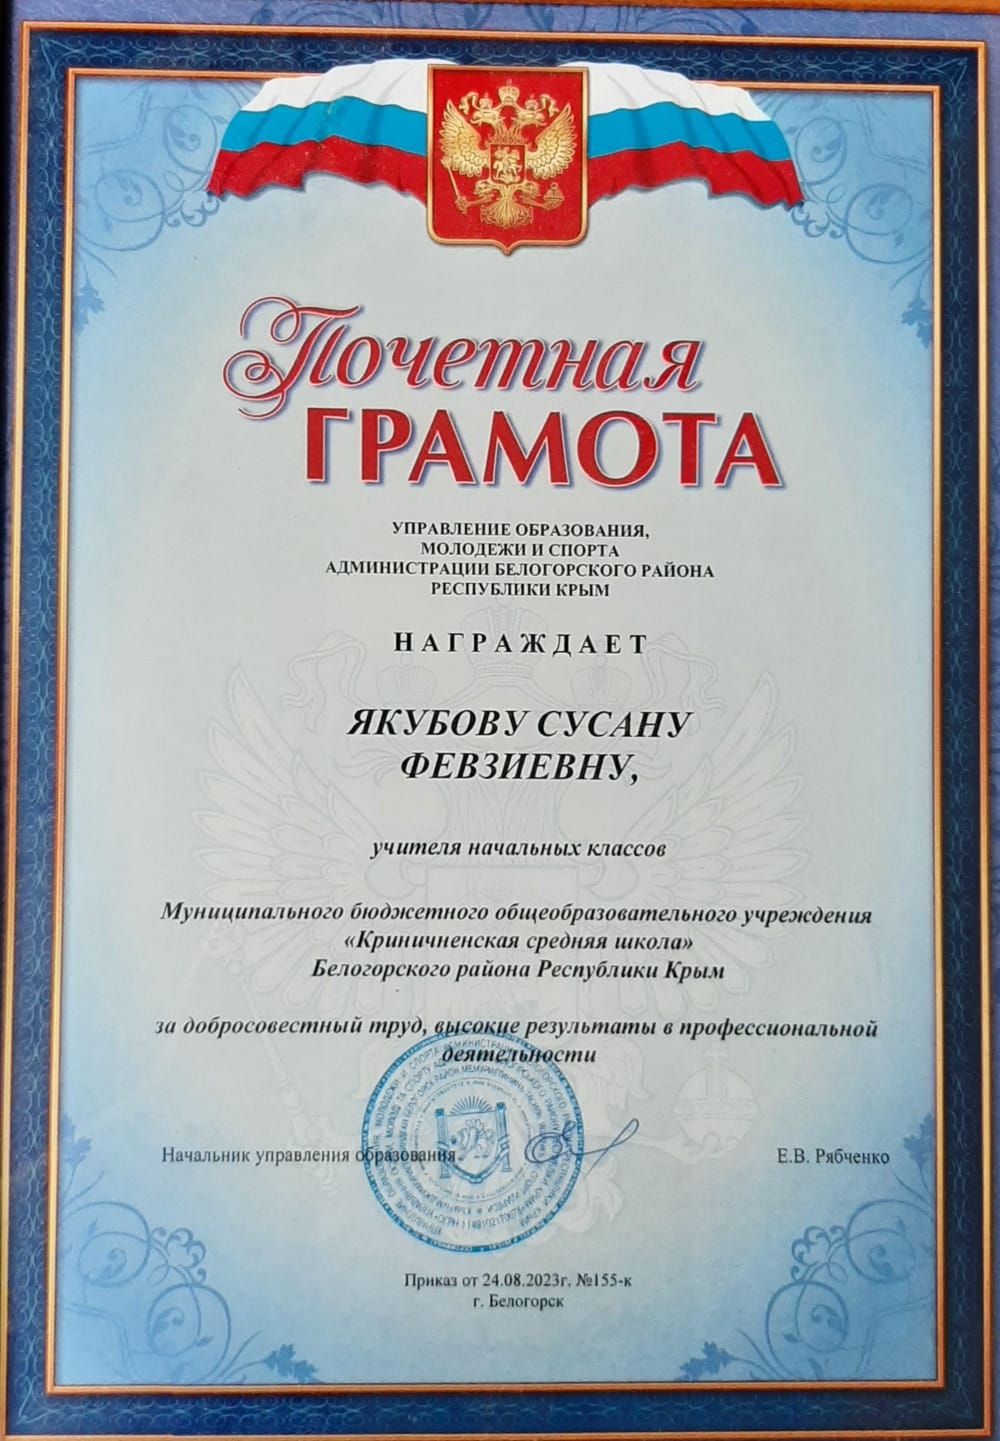 Почетная
ГРАМОТА
УПРАВЛЕНИЕ ОБРАЗОВАНИЯ,
МОЛОДЕЖИ И СПОРТА
АДМИНИСТРАЦИИ БЕЛОГОРСКОГО РАЙОНА
РЕСПУБЛИКИ КРЫМ
НАГРАЖДАЕТ
ЯКУБОВУ СУСАНУ
ФЕВЗИЕВНУ,
учителя начальных классов
Муниципального бюджетного общеобразовательного учреждения
«Криничненская средняя школа»
Белогорского района Республики Крым
за добросовестный труд, высокие результаты в профессиональной
деятельности
Начальник управления образования
Е.В. Рябченко
Приказ от 24.08.2023г. №155-к
г. Белогорск